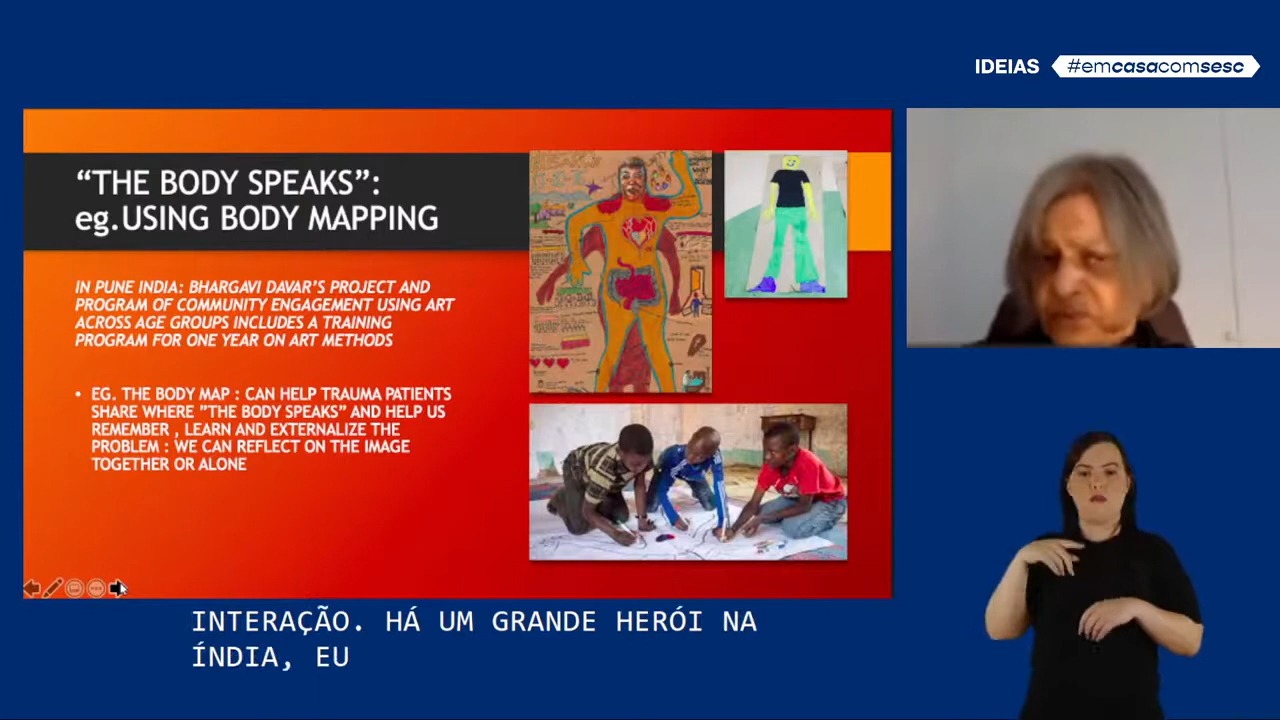 IDEIAS #emcasacomsesc
“THE BODY SPEAKS”:
eg.USING BODY MAPPING
IN PUNE INDIA: BHARGAVI DAVAR’S PROJECT AND
PROGRAM OF COMMUNITY ENGAGEMENT USING ART
ACROSS AGE GROUPS INCLUDES A TRAINING
PROGRAM FOR ONE YEAR ON ART METHODS
• EG. THE BODY MAP : CAN HELP TRAUMA PATIENTS
SHARE WHERE ”THE BODY SPEAKS” AND HELP US
REMEMBER , LEARN AND EXTERNALIZE THE
PROBLEM : WE CAN REFLECT ON THE IMAGE
TOGETHER OR ALONE
INTERAÇÃO. HÁ UM GRANDE HERÓI NA
ÍNDIA, EU